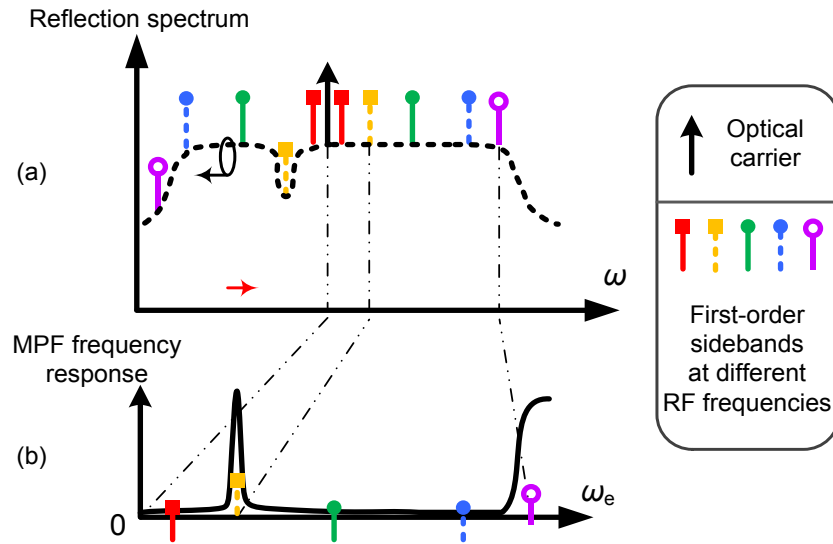 Reflection spectrum
(a)
ω
Optical
carrier
First-order
sidebands
at different
RF frequencies
MPF frequency
response
(b)
0
ωe